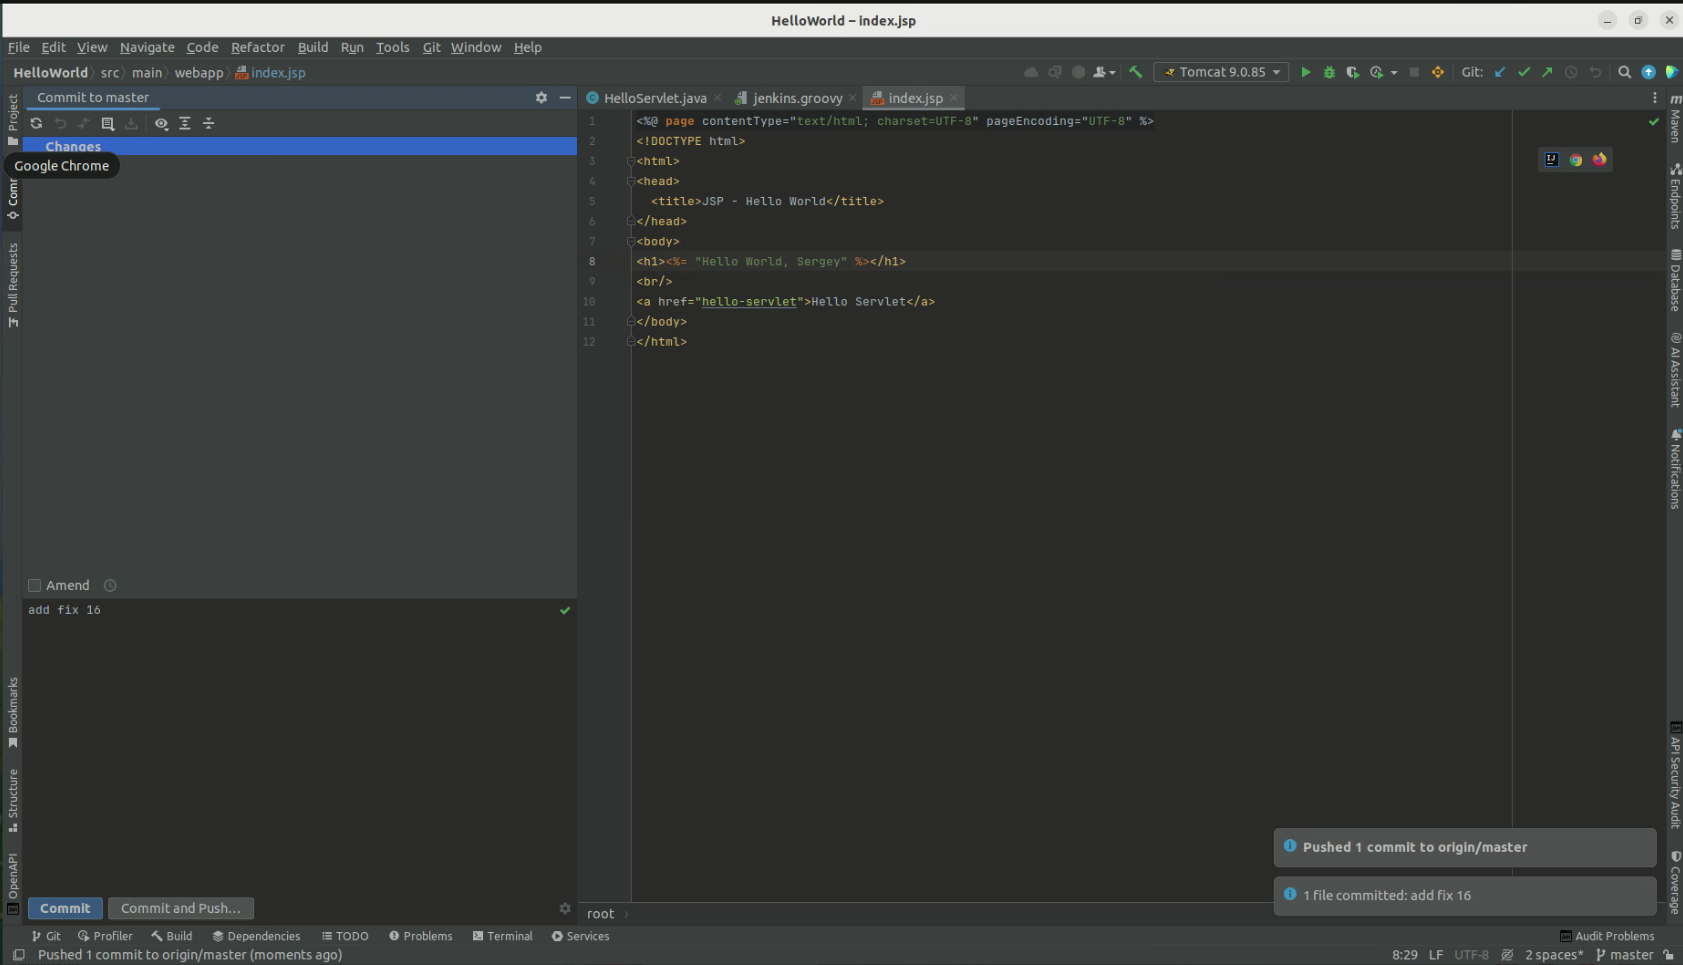 HelloWorld – index.jsp
File Edit View Navigate Code Refactor Build Run Tools Git Window Help
HelloWorld src main webapp index.jsp
Tomcat 9.0.85
Git:
Commit to master
HelloServlet.java
jenkins.groovy
index.jsp
Changes
Google Chrome
Project
Pull Requests
Bookmarks
Structure
OpenAPI
1 <%@ page contentType="text/html; charset=UTF-8" pageEncoding="UTF-8" %>
2 <!DOCTYPE html>
3 <html>
4 <head>
5 <title>JSP - Hello World</title>
6 </head>
7 <body>
8 <h1><%= "Hello World, Sergey" %></h1>
9 <br/>
10 <a href="hello-servlet">Hello Servlet</a>
11 </body>
12 </html>
m Maven
Endpoints
Database
AI Assistant
Notifications
API Security Audit
Coverage
Amend
add fix 16
Pushed 1 commit to origin/master
1 file committed: add fix 16
Commit
Commit and Push...
root
Git Profiler Build Dependencies TODO Problems Terminal Services
Audit Problems
Pushed 1 commit to origin/master (moments ago)
8:29 LF UTF-8 2 spaces* master